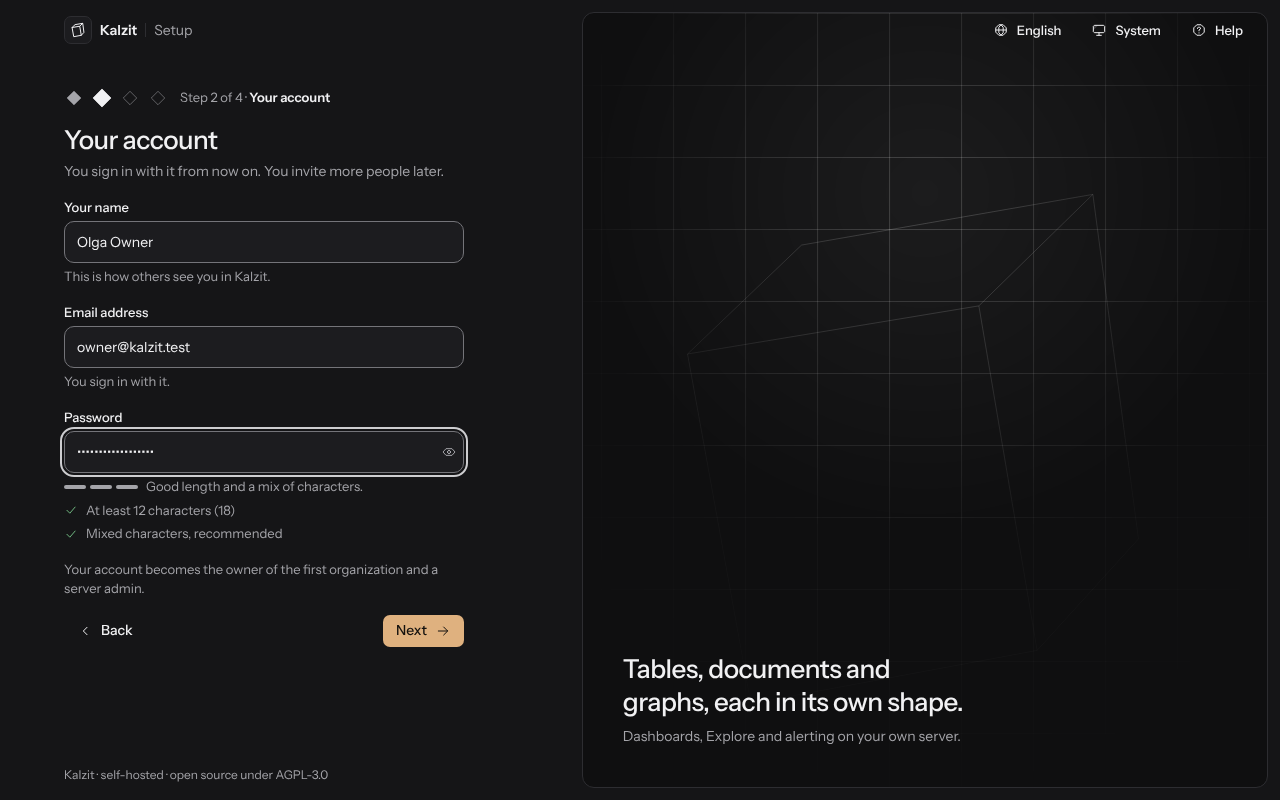 Kalzit | Setup
English
System
Help
Step 2 of 4 · Your account
Your account
You sign in with it from now on. You invite more people later.
Your name
Olga Owner
This is how others see you in Kalzit.
Email address
owner@kalzit.test
You sign in with it.
Password
••••••••••••••••••
Good length and a mix of characters.
At least 12 characters (18)
Mixed characters, recommended
Your account becomes the owner of the first organization and a
server admin.
Back
Next
Tables, documents and
graphs, each in its own shape.
Dashboards, Explore and alerting on your own server.
Kalzit · self-hosted · open source under AGPL-3.0